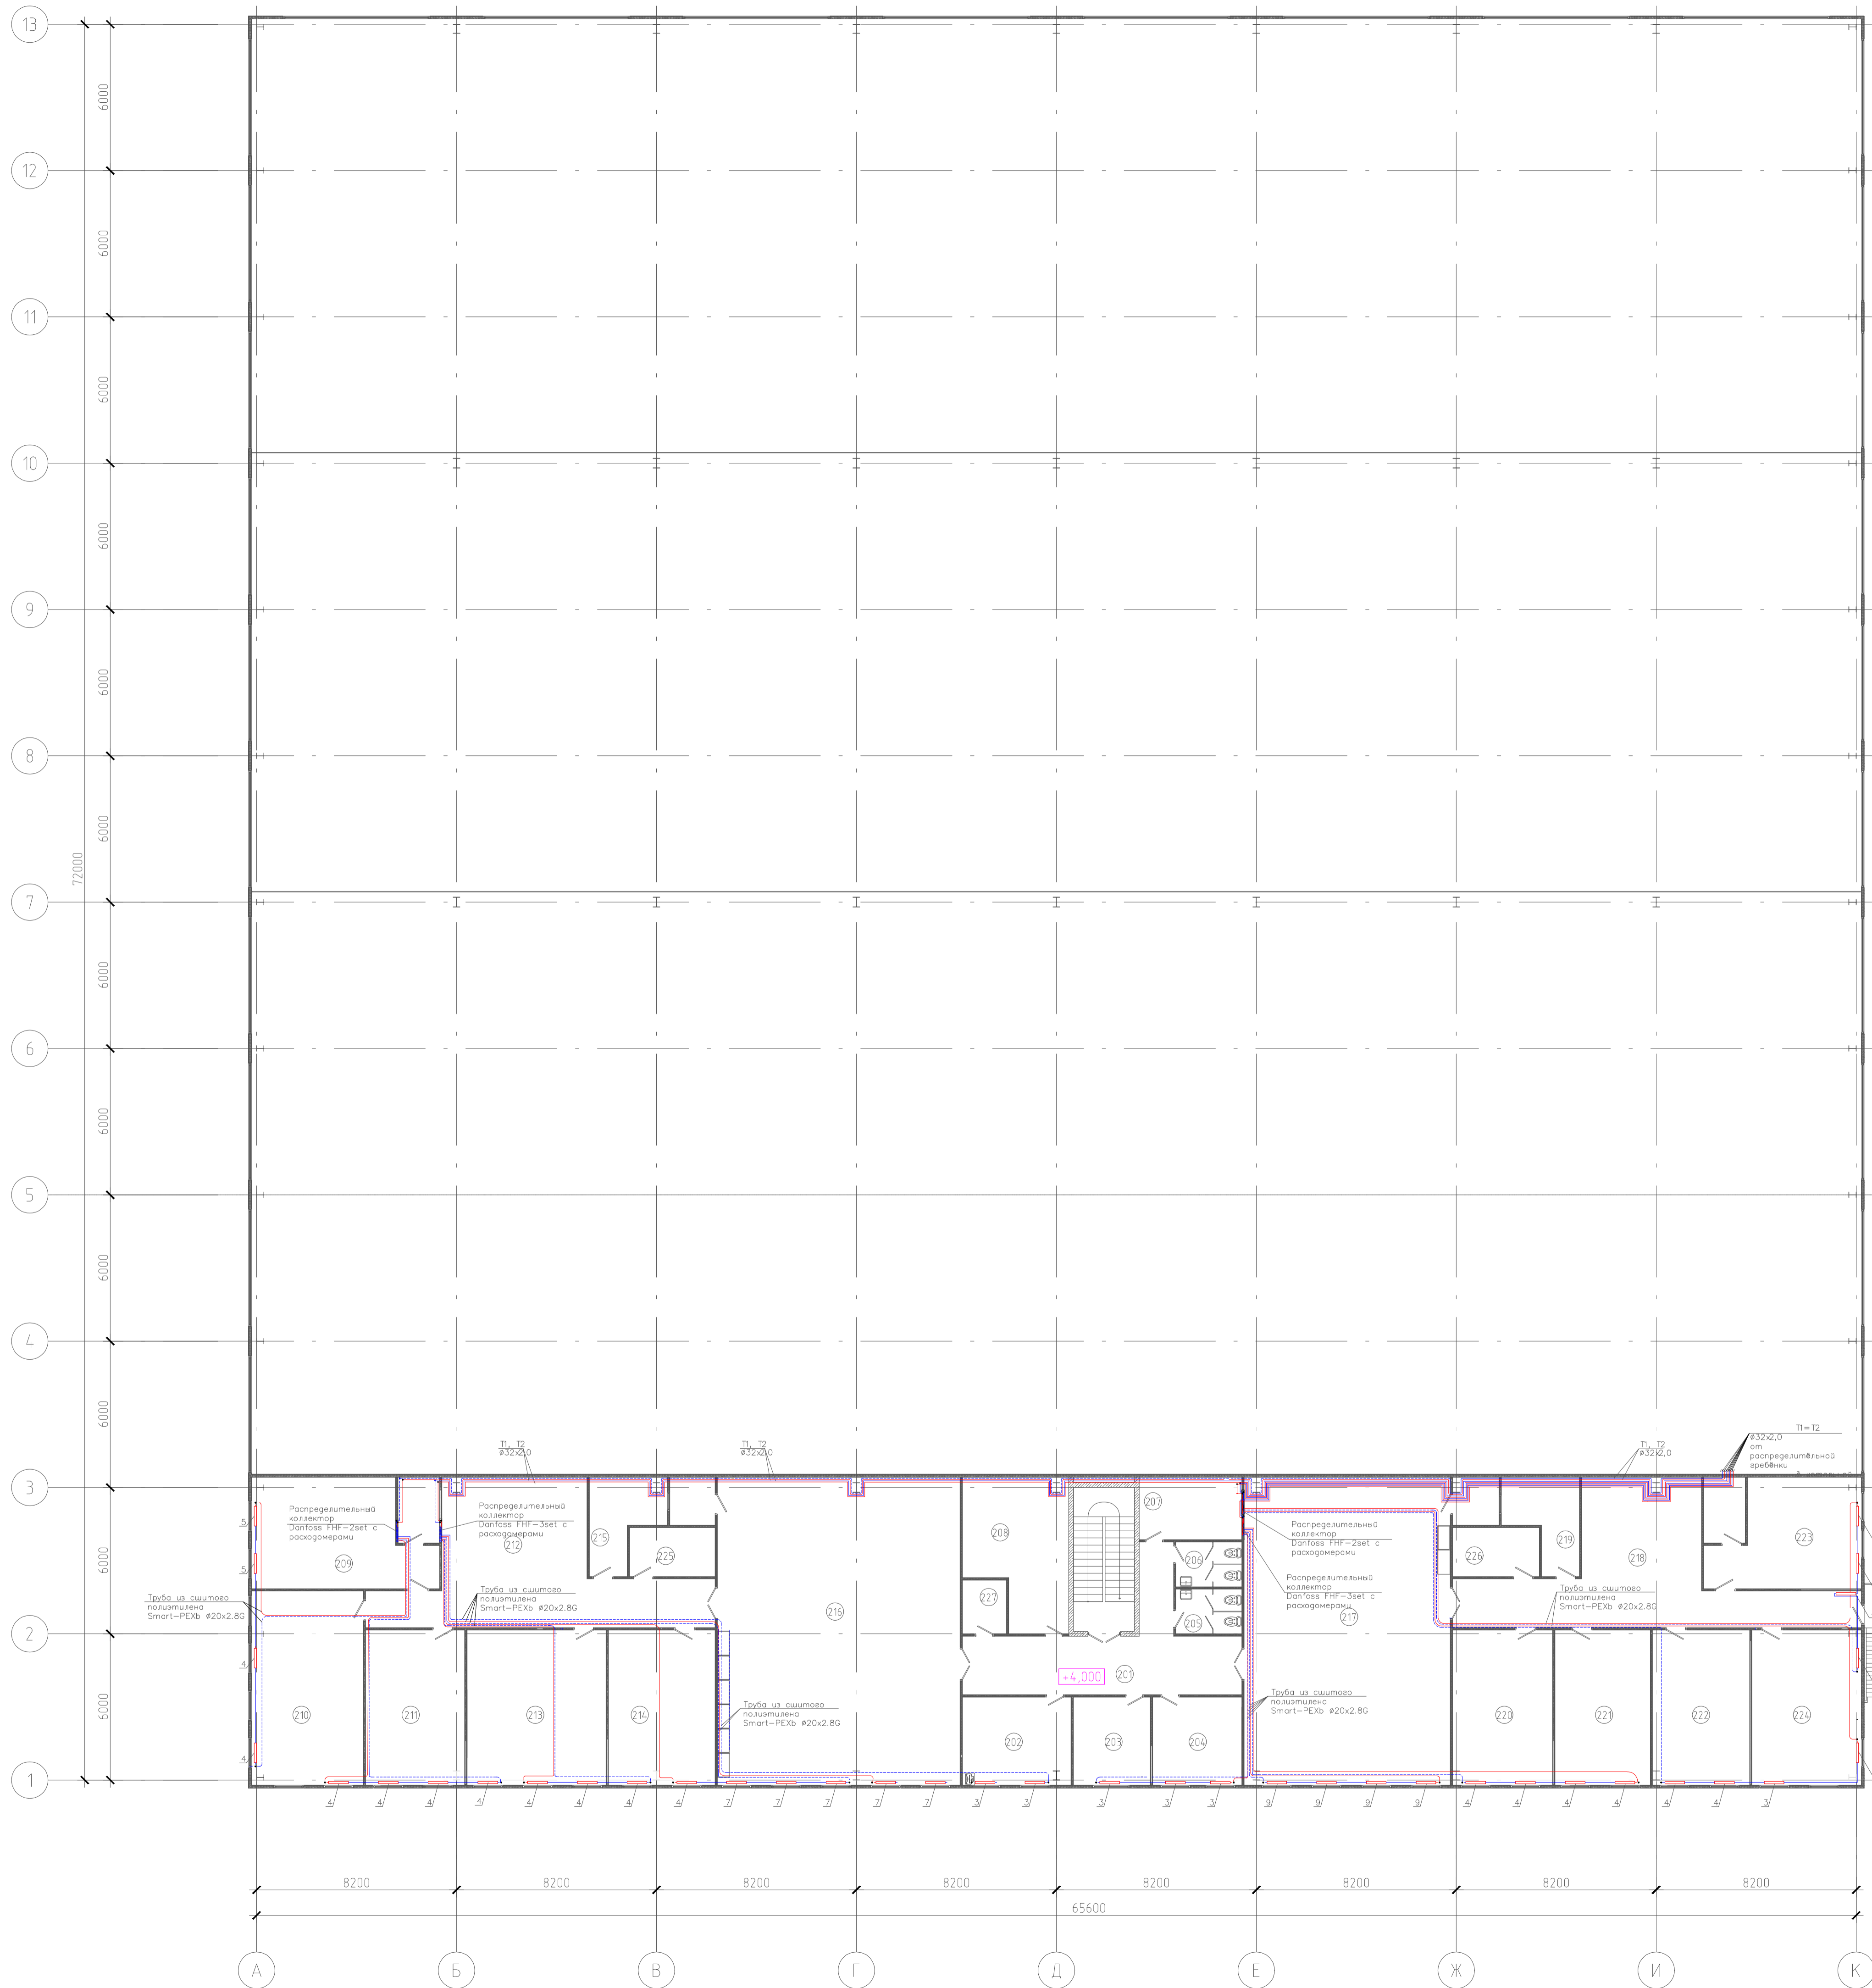 13
6000
12
6000
11
6000
10
6000
9
6000
8
6000
72000
7
6000
6
6000
5
6000
4
6000
Т1, Т2
Ø32x2,0
Т1, Т2
Ø32x2,0
Т1, Т2
Ø32x2,0
Т1=Т2
Ø32x2,0
от
распределительной
гребенки
3
6000
Распределительный
коллектор
Danfoss FHF-2set с
расходомерами
209
Распределительный
коллектор
Danfoss FHF-3set с
расходомерами
212
215
225
208
207
206
205
227
216
Распределительный
коллектор
Danfoss FHF-2set с
расходомерами
Распределительный
коллектор
Danfoss FHF-3set с
расходомерами
217
226
219
218
223
5
5
Труба из сшитого
полиэтилена
Smart-PEXb Ø20x2.8G
Труба из сшитого
полиэтилена
Smart-PEXb Ø20x2.8G
Труба из сшитого
полиэтилена
Smart-PEXb Ø20x2.8G
2
6000
4
4
+4,000
201
210
211
213
214
Труба из сшитого
полиэтилена
Smart-PEXb Ø20x2.8G
202
203
204
Труба из сшитого
полиэтилена
Smart-PEXb Ø20x2.8G
220
221
222
224
1
4 4 4 4 4 4 4 4 7 7 7 7 7 3 3 3 3 3 9 9 9 9 4 4 4 4 4 4 3
8200 8200 8200 8200 8200 8200 8200 8200
65600
А Б В Г Д Е Ж И К